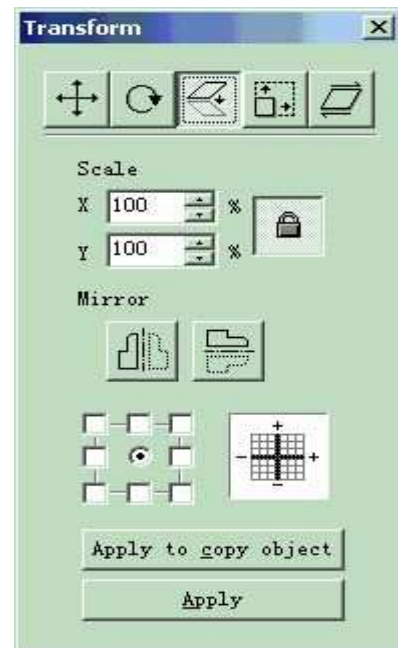 Transform
Scale
X 100 %
Y 100 %
Mirror
+
- +
-
Apply to copy object
Apply